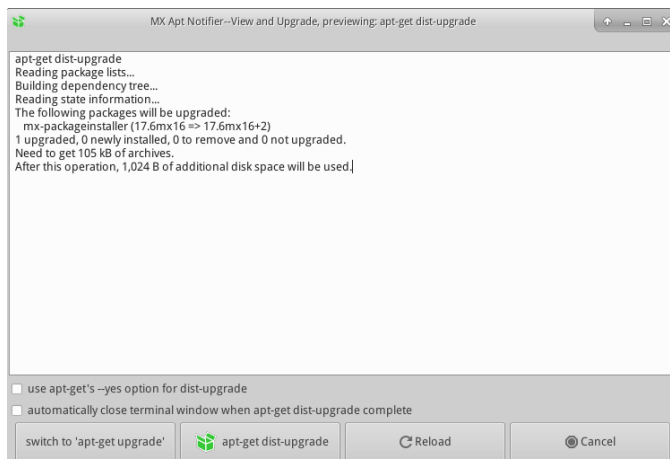 MX Apt Notifier--View and Upgrade, previewing: apt-get dist-upgrade
apt-get dist-upgrade
Reading package lists...
Building dependency tree...
Reading state information...
The following packages will be upgraded:
mx-packageinstaller (17.6mx16 => 17.6mx16+2)
1 upgraded, 0 newly installed, 0 to remove and 0 not upgraded.
Need to get 105 kB of archives.
After this operation, 1,024 B of additional disk space will be used.
use apt-get's --yes option for dist-upgrade
automatically close terminal window when apt-get dist-upgrade complete
switch to 'apt-get upgrade'
apt-get dist-upgrade
Reload
Cancel